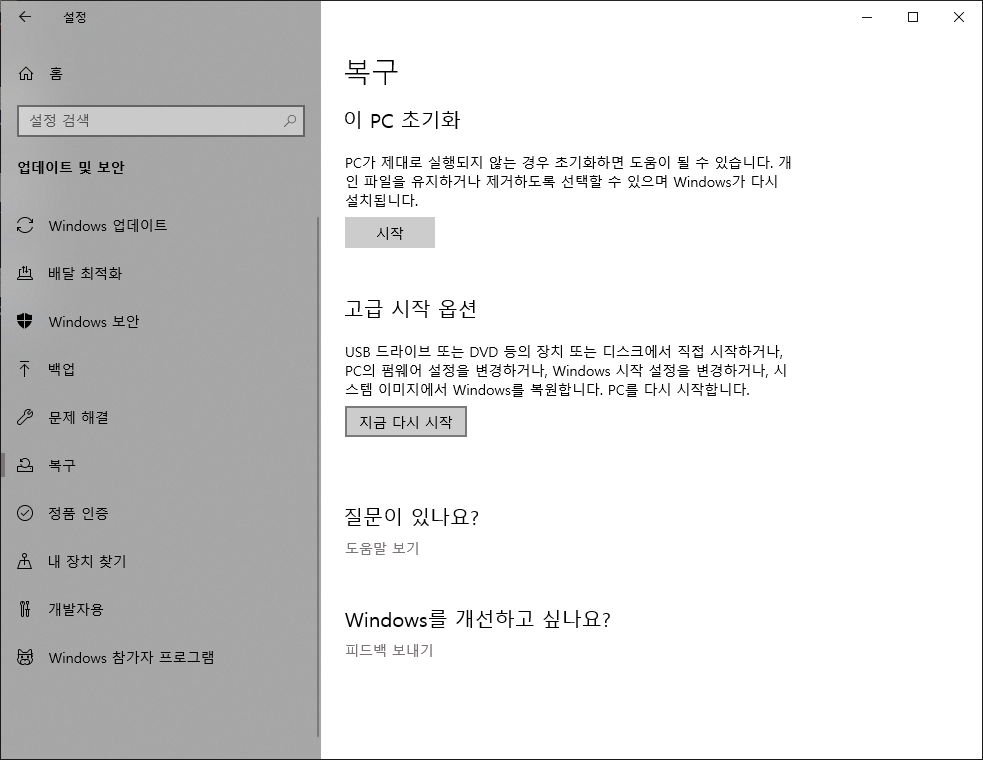 설정
홈
설정 검색
업데이트 및 보안
Windows 업데이트
배달 최적화
Windows 보안
백업
문제 해결
복구
정품 인증
내 장치 찾기
개발자용
Windows 참가자 프로그램
복구
이 PC 초기화
PC가 제대로 실행되지 않는 경우 초기화하면 도움이 될 수 있습니다. 개
인 파일을 유지하거나 제거하도록 선택할 수 있으며 Windows가 다시
설치됩니다.
시작
고급 시작 옵션
USB 드라이브 또는 DVD 등의 장치 또는 디스크에서 직접 시작하거나,
PC의 펌웨어 설정을 변경하거나, Windows 시작 설정을 변경하거나, 시
스템 이미지에서 Windows를 복원합니다. PC를 다시 시작합니다.
지금 다시 시작
질문이 있나요?
도움말 보기
Windows를 개선하고 싶나요?
피드백 보내기